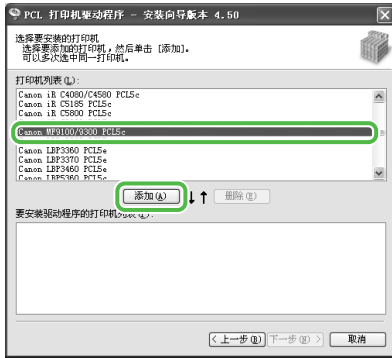 PCL 打印机驱动程序 - 安装向导版本 4.50
选择要安装的打印机
选择要添加的打印机，然后单击 [添加]。
可以多次选中同一打印机。
打印机列表(L):
Canon iR C4080/C4580 PCL5c
Canon iR C5185 PCL5c
Canon iR C5800 PCL5c
Canon MF9100/9300 PCL5c
Canon LBP3360 PCL5e
Canon LBP3370 PCL5e
Canon LBP3460 PCL5e
Canon LBP5360 PCL5c
添加(A)
删除(E)
要安装驱动程序的打印机列表
< 上一步(B)
下一步(N) >
取消